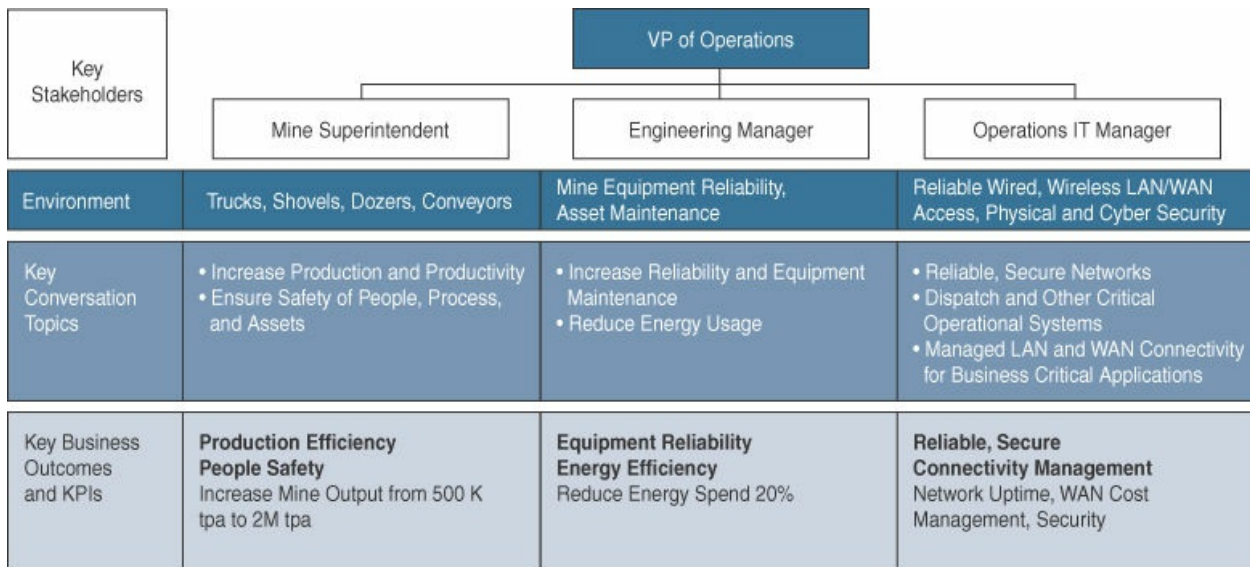 Key
Stakeholders
VP of Operations
Mine Superintendent
Engineering Manager
Operations IT Manager
Environment
Trucks, Shovels, Dozers, Conveyors
Mine Equipment Reliability,
Asset Maintenance
Reliable Wired, Wireless LAN/WAN
Access, Physical and Cyber Security
Key
Conversation
Topics
• Increase Production and Productivity
• Ensure Safety of People, Process,
and Assets
• Increase Reliability and Equipment
Maintenance
• Reduce Energy Usage
• Reliable, Secure Networks
• Dispatch and Other Critical
Operational Systems
• Managed LAN and WAN Connectivity
for Business Critical Applications
Key Business
Outcomes
and KPIs
Production Efficiency
People Safety
Increase Mine Output from 500 K
tpa to 2M tpa
Equipment Reliability
Energy Efficiency
Reduce Energy Spend 20%
Reliable, Secure
Connectivity Management
Network Uptime, WAN Cost
Management, Security